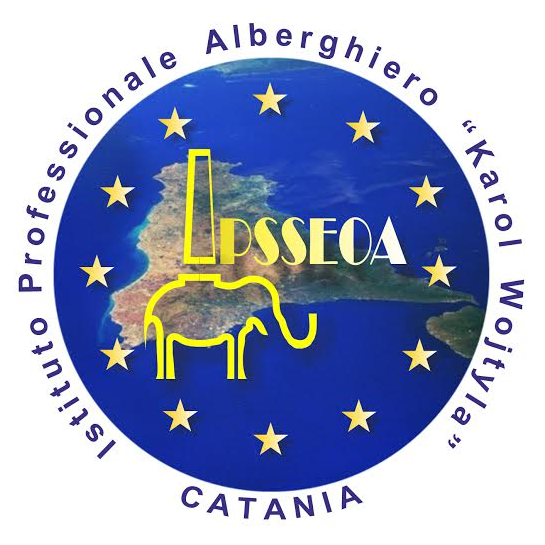 Istituto Professionale Alberghiero “Karol Wojtyla”
IPSSEOA
CATANIA